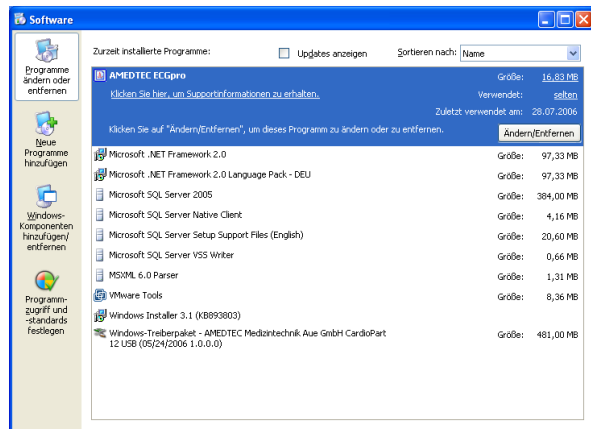 Software
Programme
ändern oder
entfernen
Neue
Programme
hinzufügen
Windows-
Komponenten
hinzufügen/
entfernen
Programm-
zugriff und
-standards
festlegen
Zurzeit installierte Programme: Updates anzeigen Sortieren nach: Name
AMEDTEC ECGpro Größe: 16,83 MB
Klicken Sie hier, um Supportinformationen zu erhalten. Verwendet: selten
Zuletzt verwendet am: 28.07.2006
Klicken Sie auf "Ändern/Entfernen", um dieses Programm zu ändern oder zu entfernen. Ändern/Entfernen
Microsoft .NET Framework 2.0 Größe: 97,33 MB
Microsoft .NET Framework 2.0 Language Pack - DEU Größe: 97,33 MB
Microsoft SQL Server 2005 Größe: 384,00 MB
Microsoft SQL Server Native Client Größe: 4,16 MB
Microsoft SQL Server Setup Support Files (English) Größe: 20,60 MB
Microsoft SQL Server VSS Writer Größe: 0,66 MB
MSXML 6.0 Parser Größe: 1,31 MB
VMware Tools Größe: 8,36 MB
Windows Installer 3.1 (KB893803)
Windows-Treiberpaket - AMEDTEC Medizintechnik Aue GmbH CardioPart Größe: 481,00 MB
12 USB (05/24/2006 1.0.0.0)